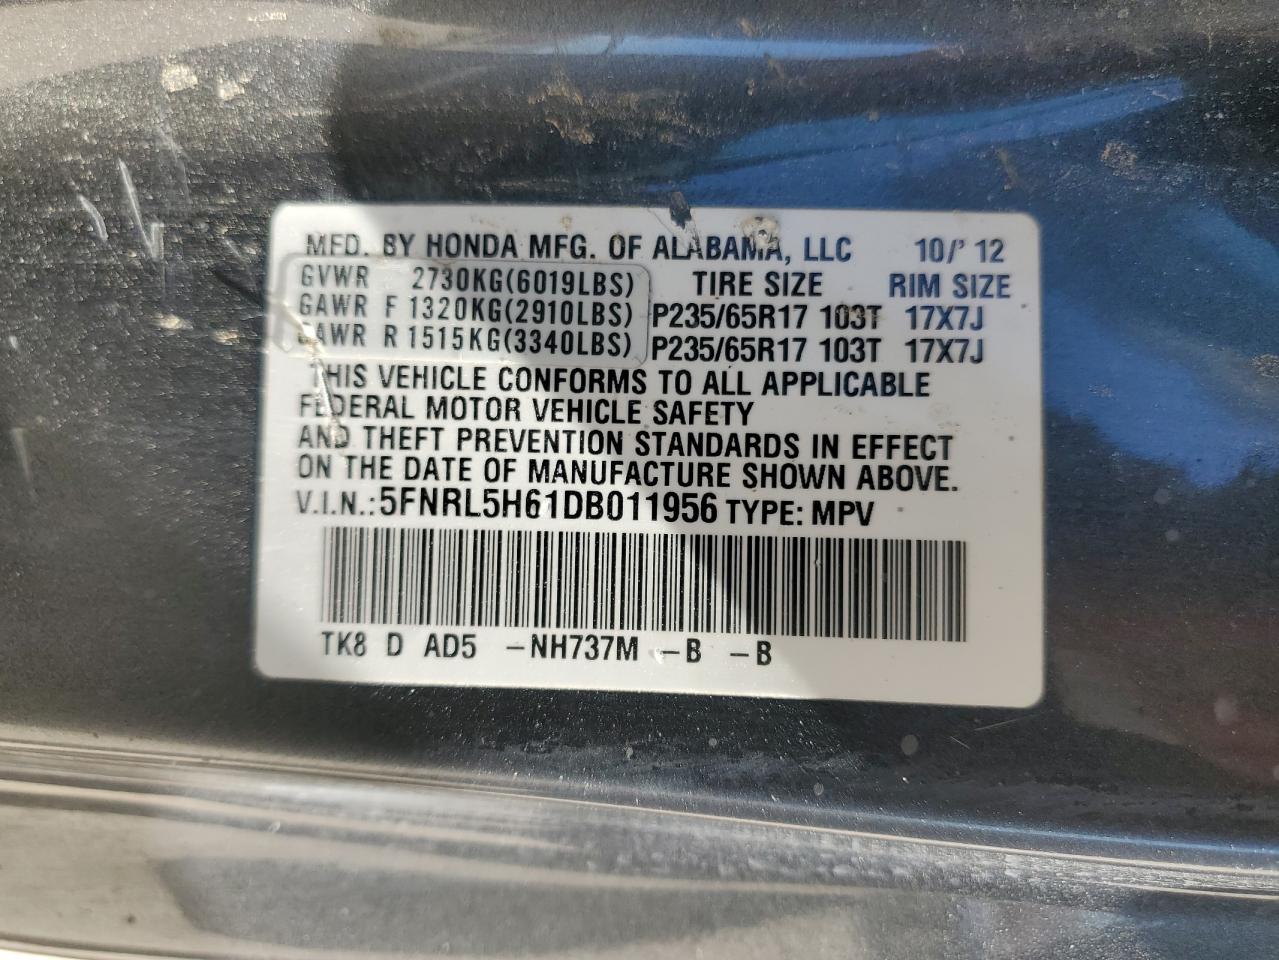 MFD. BY HONDA MFG. OF ALABAMA, LLC 10/'12
GVWR 2730KG(6019LBS) TIRE SIZE RIM SIZE
GAWR F 1320KG(2910LBS) P235/65R17 103T 17X7J
GAWR R 1515KG(3340LBS) P235/65R17 103T 17X7J
THIS VEHICLE CONFORMS TO ALL APPLICABLE
FEDERAL MOTOR VEHICLE SAFETY
AND THEFT PREVENTION STANDARDS IN EFFECT
ON THE DATE OF MANUFACTURE SHOWN ABOVE.
V.I.N.: 5FNRL5H61DB011956 TYPE: MPV
TK8 D AD5 -NH737M -B -B